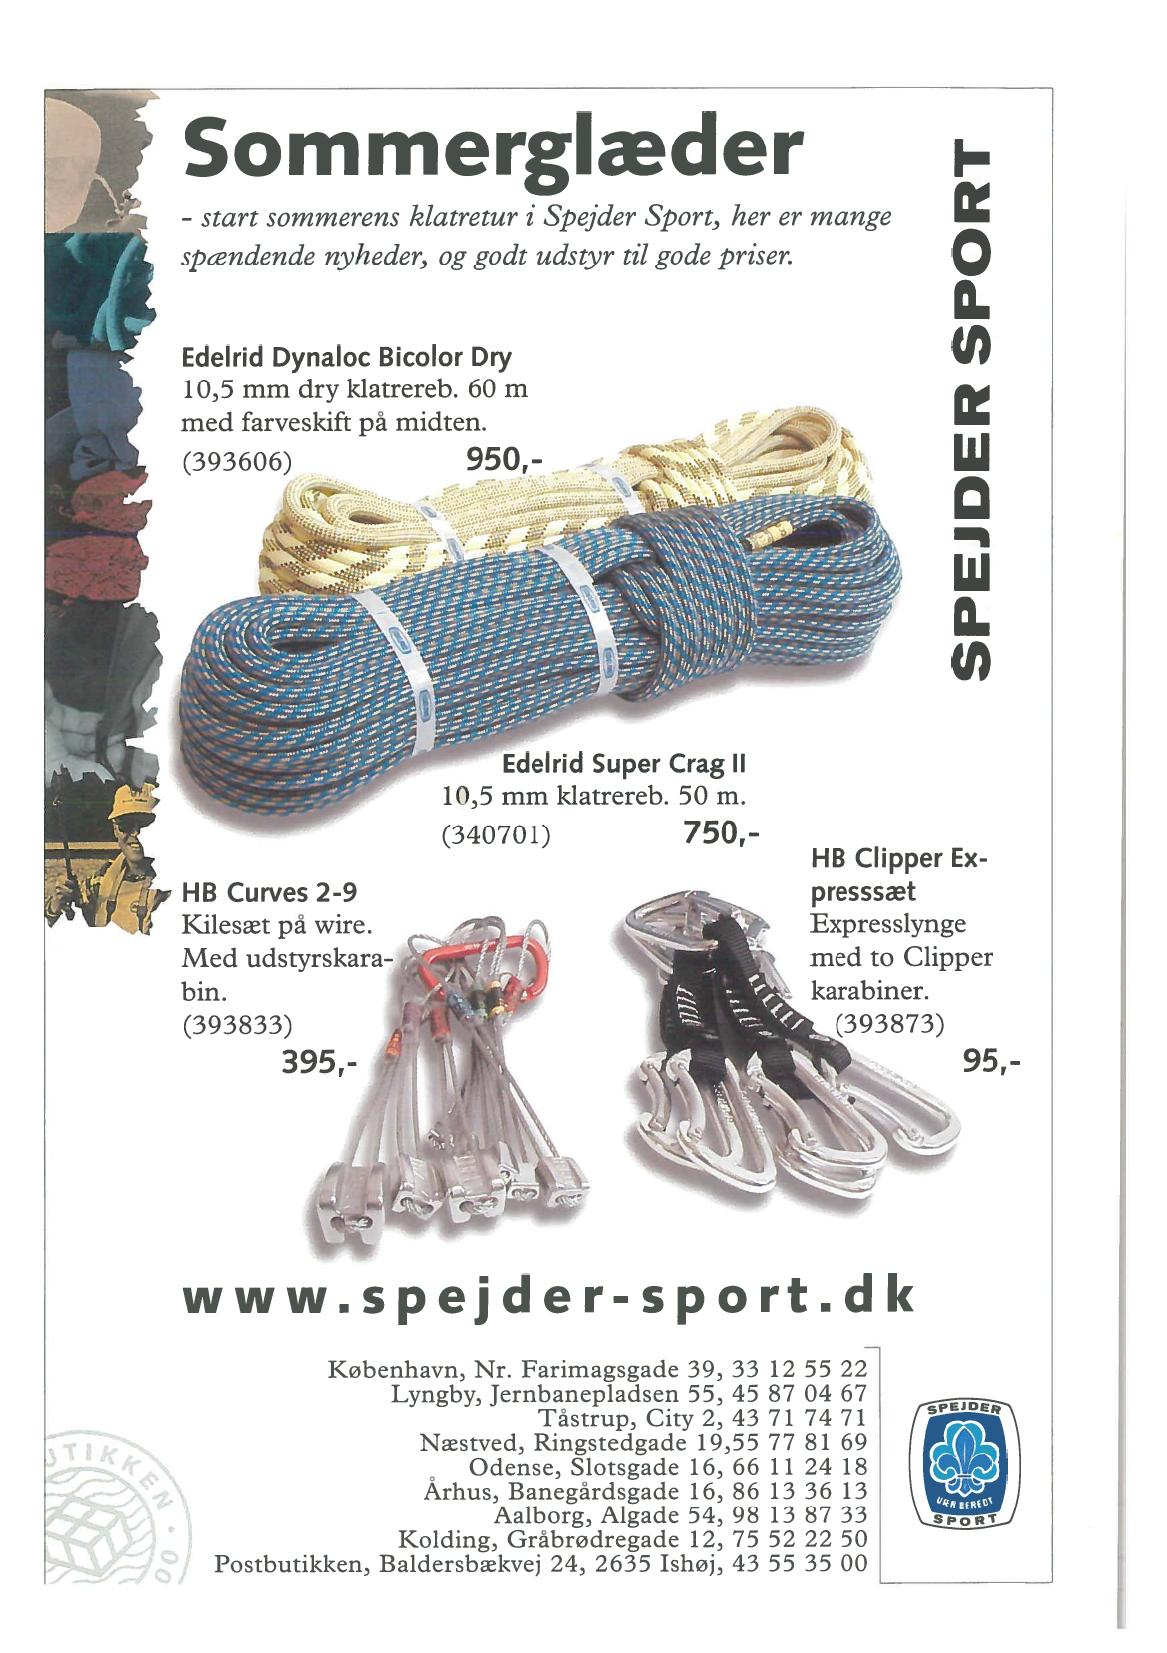 Sommerglæder
- start sommerens klatretur i Spejder Sport, her er mange
spændende nyheder, og godt udstyr til gode priser.
SPEJDER SPORT
Edelrid Dynaloc Bicolor Dry
10,5 mm dry klatrereb. 60 m
med farveskift på midten.
(393606) 950,-
Edelrid Super Crag II
10,5 mm klatrereb. 50 m.
(340701) 750,-
HB Curves 2-9
Kilesæt på wire.
Med udstyrskara-
bin.
(393833)
395,-
HB Clipper Ex-
presssæt
Expresslynge
med to Clipper
karabiner.
(393873)
95,-
www.spejder-sport.dk
København, Nr. Farimagsgade 39, 33 12 55 22
Lyngby, Jernbanepladsen 55, 45 87 04 67
Tåstrup, City 2, 43 71 74 71
Næstved, Ringstedgade 19,55 77 81 69
Odense, Slotsgade 16, 66 11 24 18
Århus, Banegårdsgade 16, 86 13 36 13
Aalborg, Algade 54, 98 13 87 33
Kolding, Gråbrødregade 12, 75 52 22 50
Postbutikken, Baldersbækvej 24, 2635 Ishøj, 43 55 35 00
UTIKKEN · 00
SPEJDER
VÆR BEREDT
SPORT